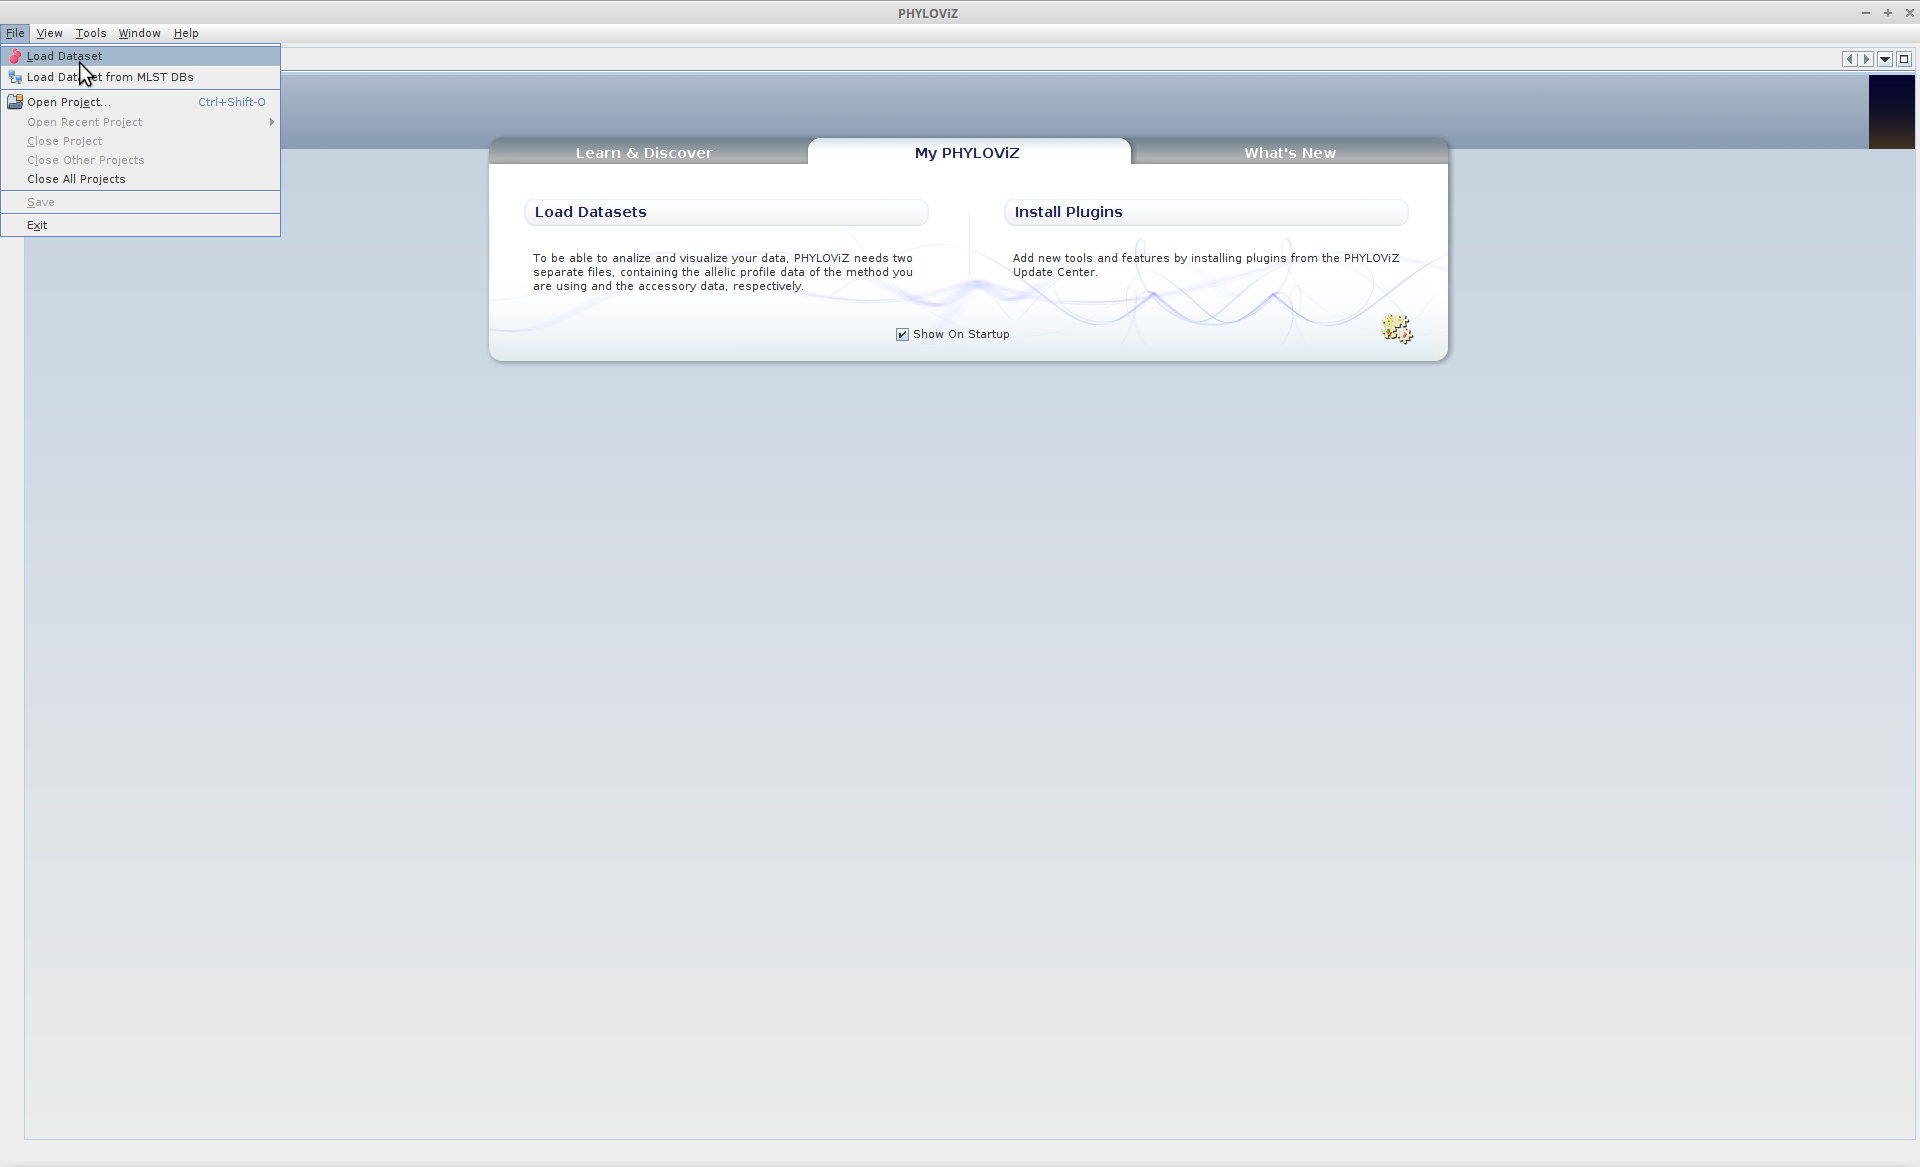 PHYLOViZ
File View Tools Window Help
Load Dataset
Load Dat et from MLST DBs
Open Project... Ctrl+Shift-O
Open Recent Project
Close Project
Close Other Projects
Close All Projects
Save
Exit
Learn & Discover My PHYLOViZ What's New
Load Datasets Install Plugins
To be able to analize and visualize your data, PHYLOViZ needs two
separate files, containing the allelic profile data of the method you
are using and the accessory data, respectively.
Add new tools and features by installing plugins from the PHYLOViZ
Update Center.
Show On Startup